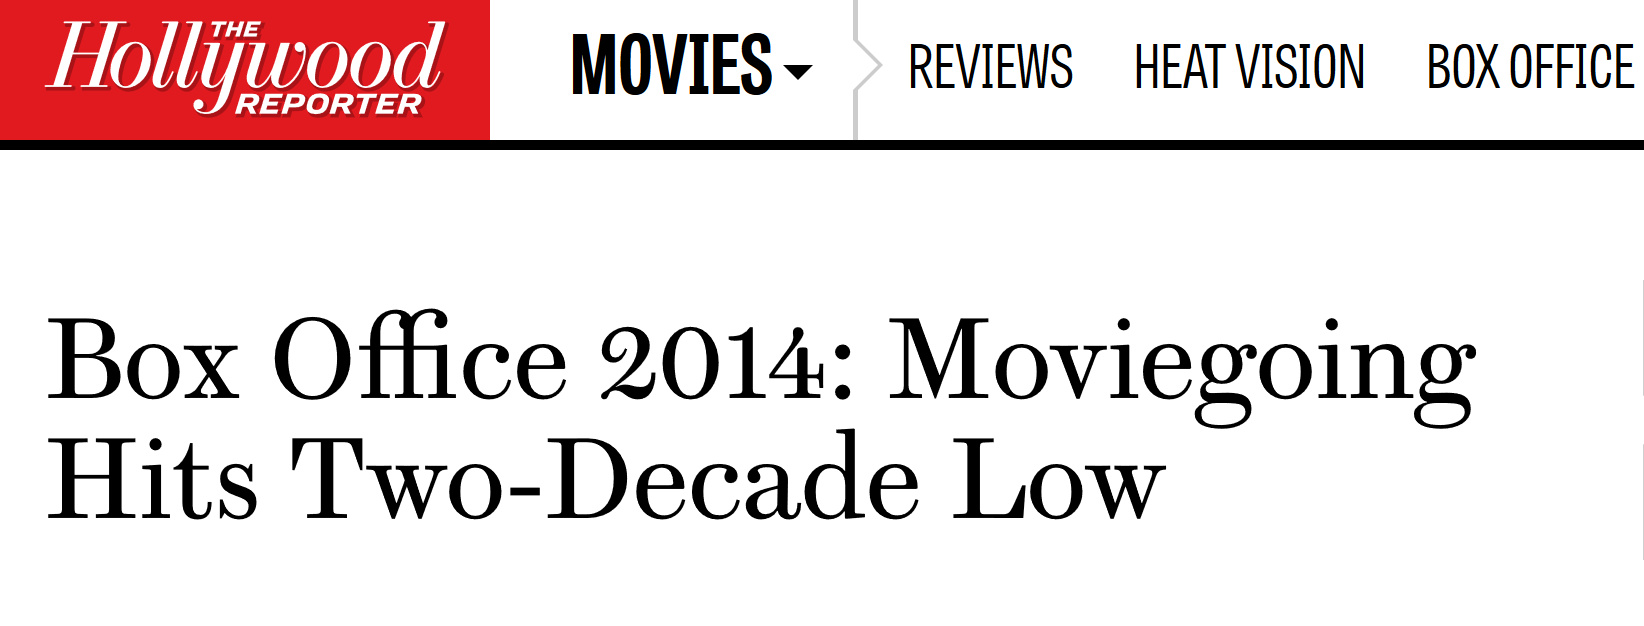 THE
Hollywood
REPORTER
MOVIES REVIEWS HEAT VISION BOX OFFICE
Box Office 2014: Moviegoing
Hits Two-Decade Low